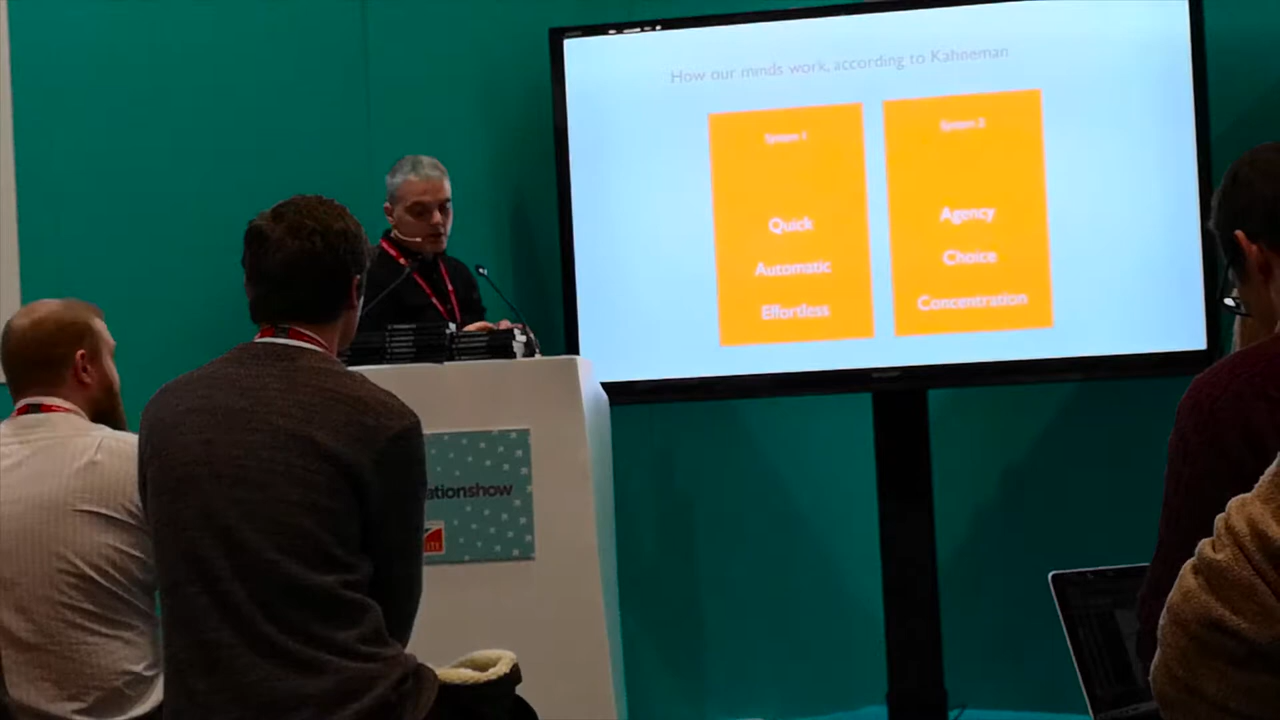 How our minds work, according to Kahneman
System 1
Quick
Automatic
Effortless
System 2
Agency
Choice
Concentration
ationshow